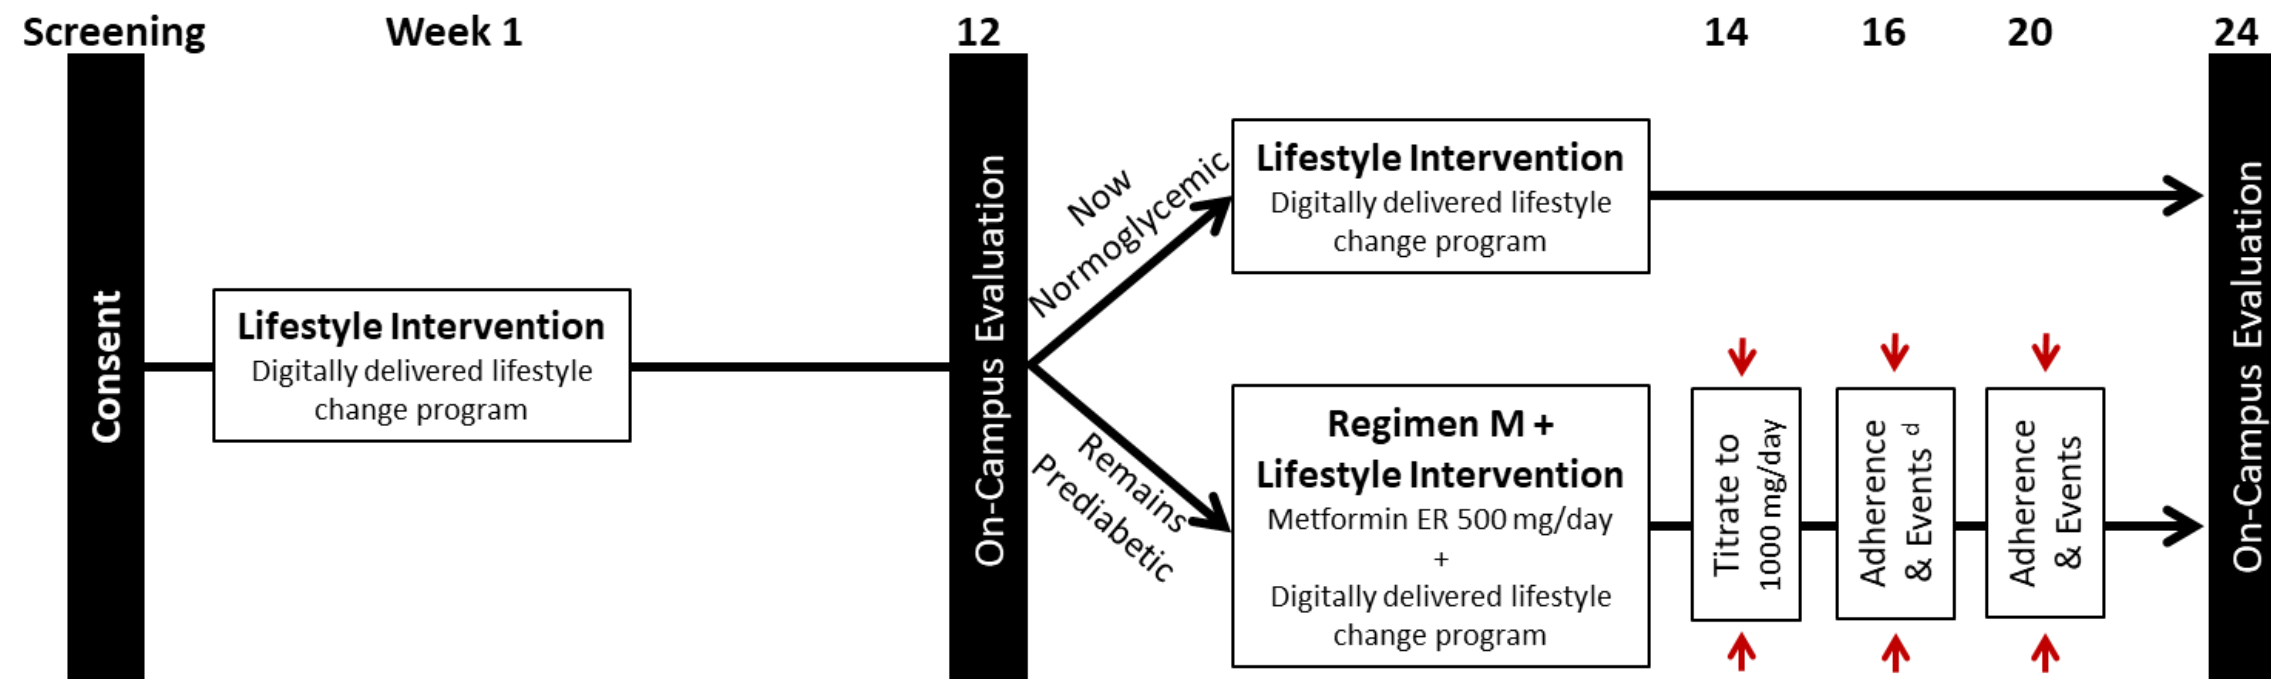 Screening
Week 1
12
14
16
20
24
Consent
Lifestyle Intervention
Digitally delivered lifestyle
change program
On-Campus Evaluation
Now
Normoglycemic
Remains
Prediabetic
Lifestyle Intervention
Digitally delivered lifestyle
change program
Regimen M +
Lifestyle Intervention
Metformin ER 500 mg/day
+
Digitally delivered lifestyle
change program
Titrate to
1000 mg/day
Adherence
& Events d
Adherence
& Events
On-Campus Evaluation